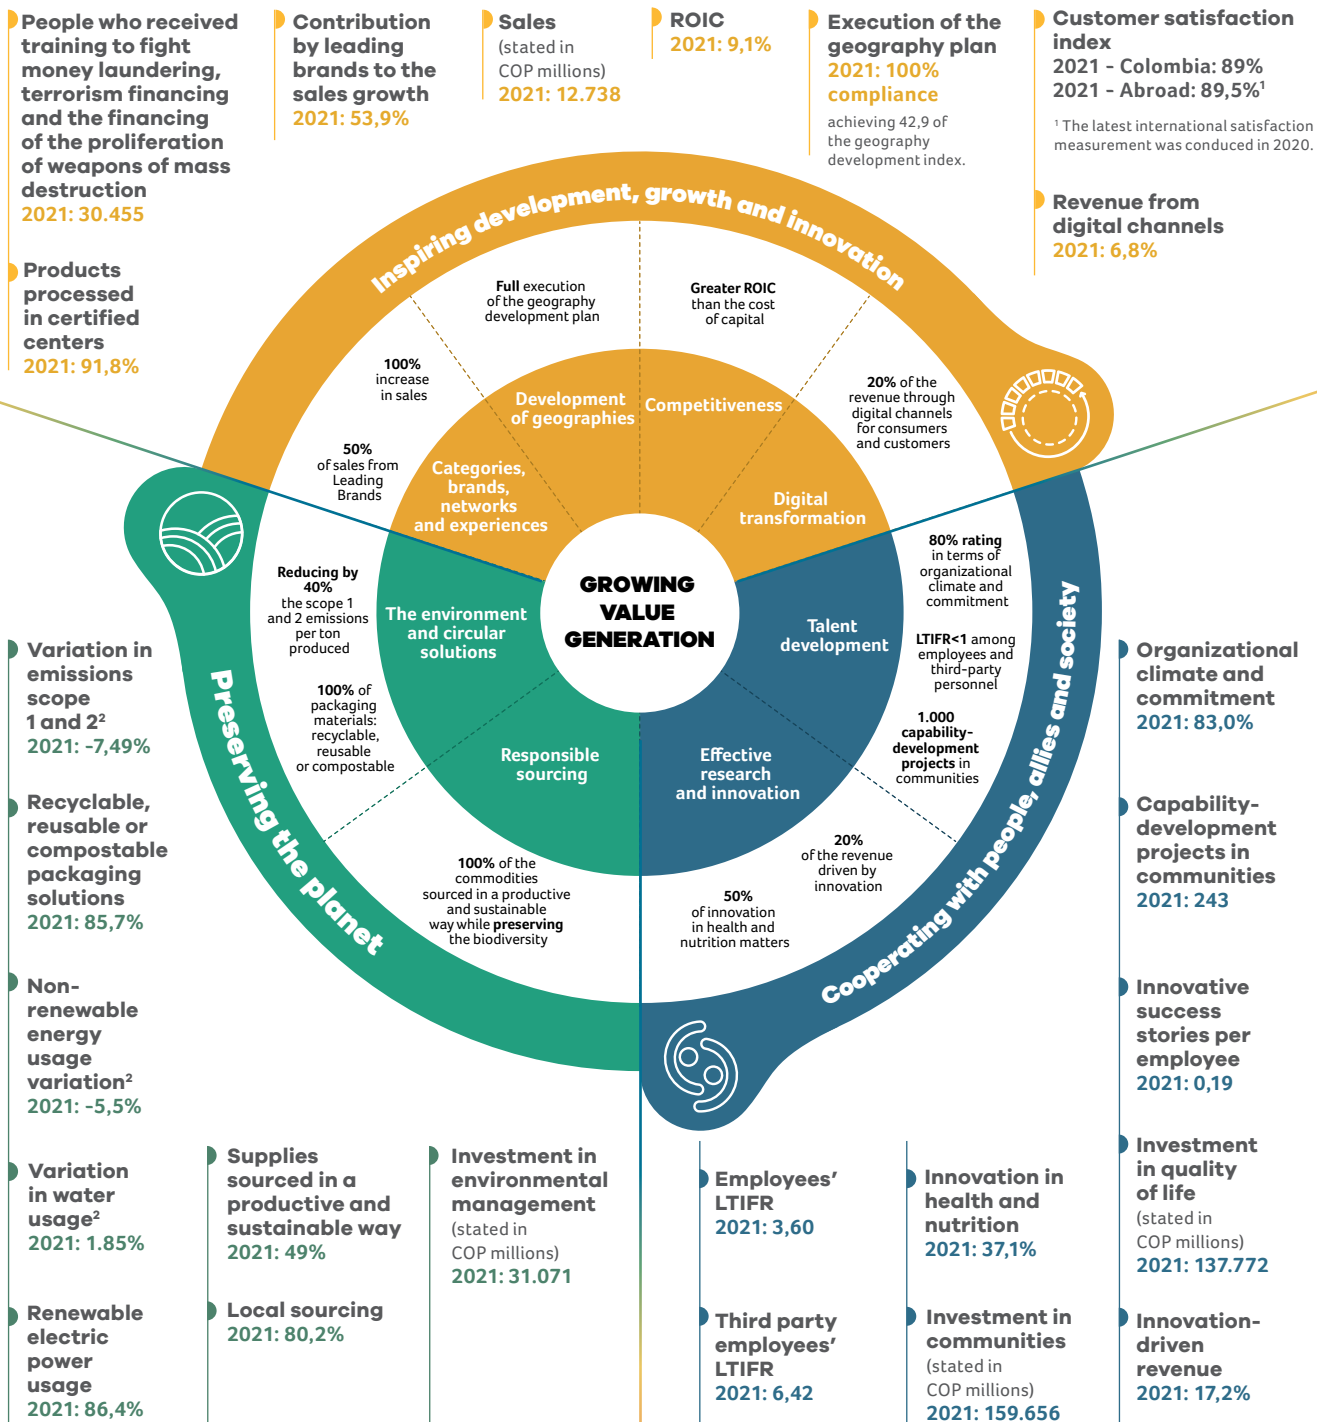 People who received
training to fight
money laundering,
terrorism financing
and the financing
of the proliferation
of weapons of mass
destruction
2021: 30.455
Products
processed
in certified
centers
2021: 91,8%
Contribution
by leading
brands to the
sales growth
2021: 53,9%
Sales
(stated in
COP millions)
2021: 12.738
ROIC
2021: 9,1%
Execution of the
geography plan
2021: 100%
compliance
achieving 42,9 of
the geography
development index.
Customer satisfaction
index
2021 - Colombia: 89%
2021 - Abroad: 89,5%¹
¹ The latest international satisfaction
measurement was conduced in 2020.
Revenue from
digital channels
2021: 6,8%
Inspiring development, growth and innovation
Full execution
of the geography
development plan
Greater ROIC
than the cost
of capital
100%
increase
in sales
50%
of sales from
Leading
Brands
20% of the
revenue through
digital channels
for consumers
and customers
Development
of geographies
Competitiveness
Categories,
brands,
networks
and experiences
Digital
transformation
GROWING
VALUE
GENERATION
The environment
and circular
solutions
Responsible
sourcing
Talent
development
Effective
research
and innovation
Reducing by
40%
the scope 1
and 2 emissions
per ton
produced
100% of
packaging
materials:
recyclable,
reusable
or compostable
100% of the
commodities
sourced in a productive
and sustainable
way while preserving
the biodiversity
80% rating
in terms of
organizational
climate and
commitment
LTIFR<1 among
employees and
third-party
personnel
1.000
capability-
development
projects in
communities
20%
of the revenue
driven by
innovation
50%
of innovation
in health and
nutrition matters
Preserving the planet
Cooperating with people, allies and society
Variation in
emissions
scope
1 and 2²
2021: -7,49%
Recyclable,
reusable or
compostable
packaging
solutions
2021: 85,7%
Non-
renewable
energy
usage
variation²
2021: -5,5%
Variation
in water
usage²
2021: 1.85%
Renewable
electric
power
usage
2021: 86,4%
Supplies
sourced in a
productive and
sustainable way
2021: 49%
Local sourcing
2021: 80,2%
Investment in
environmental
management
(stated in
COP millions)
2021: 31.071
Employees'
LTIFR
2021: 3,60
Third party
employees'
LTIFR
2021: 6,42
Innovation in
health and
nutrition
2021: 37,1%
Investment in
communities
(stated in
COP millions)
2021: 159.656
Organizational
climate and
commitment
2021: 83,0%
Capability-
development
projects in
communities
2021: 243
Innovative
success
stories per
employee
2021: 0,19
Investment
in quality
of life
(stated in
COP millions)
2021: 137.772
Innovation-
driven
revenue
2021: 17,2%